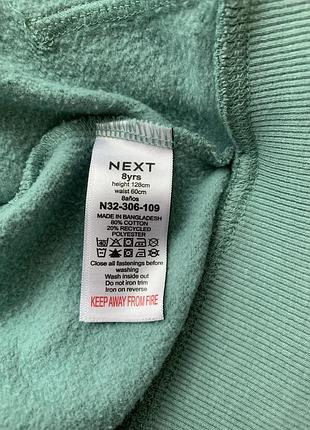 NEXT
8yrs
height 128cm
waist 60cm
8años
N32-306-109
MADE IN BANGLADESH
80% COTTON
20% RECYCLED
POLYESTER
Close all fastenings before
washing
Wash inside out
Do not iron trim
Iron on reverse
KEEP AWAY FROM FIRE